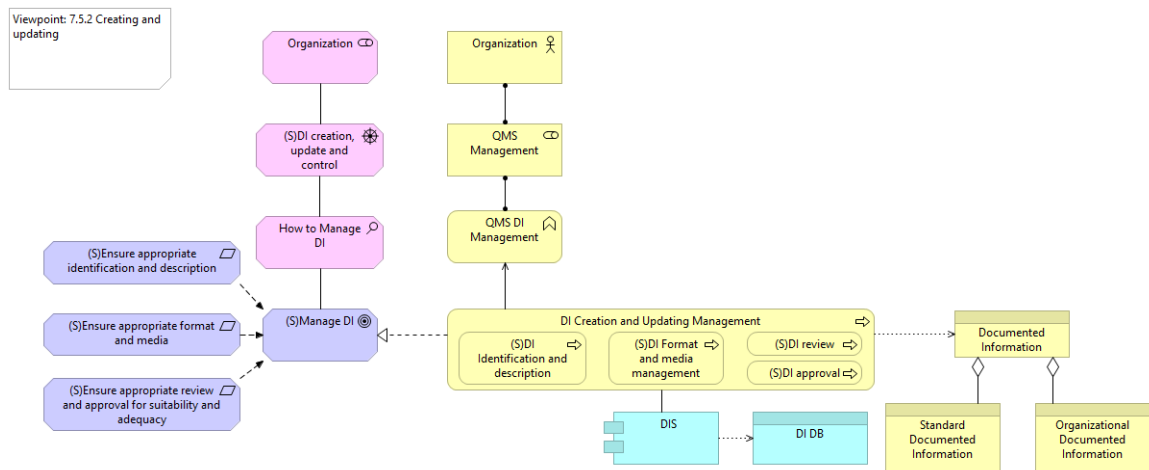 Viewpoint: 7.5.2 Creating and
updating
Organization
Organization
(S)DI creation,
update and
control
QMS
Management
How to Manage
DI
QMS DI
Management
(S)Ensure appropriate
identification and description
(S)Ensure appropriate format
and media
(S)Ensure appropriate review
and approval for suitability and
adequacy
(S)Manage DI
DI Creation and Updating Management
(S)DI
Identification and
description
(S)DI Format
and media
management
(S)DI review
(S)DI approval
Documented
Information
DIS
DI DB
Standard
Documented
Information
Organizational
Documented
Information